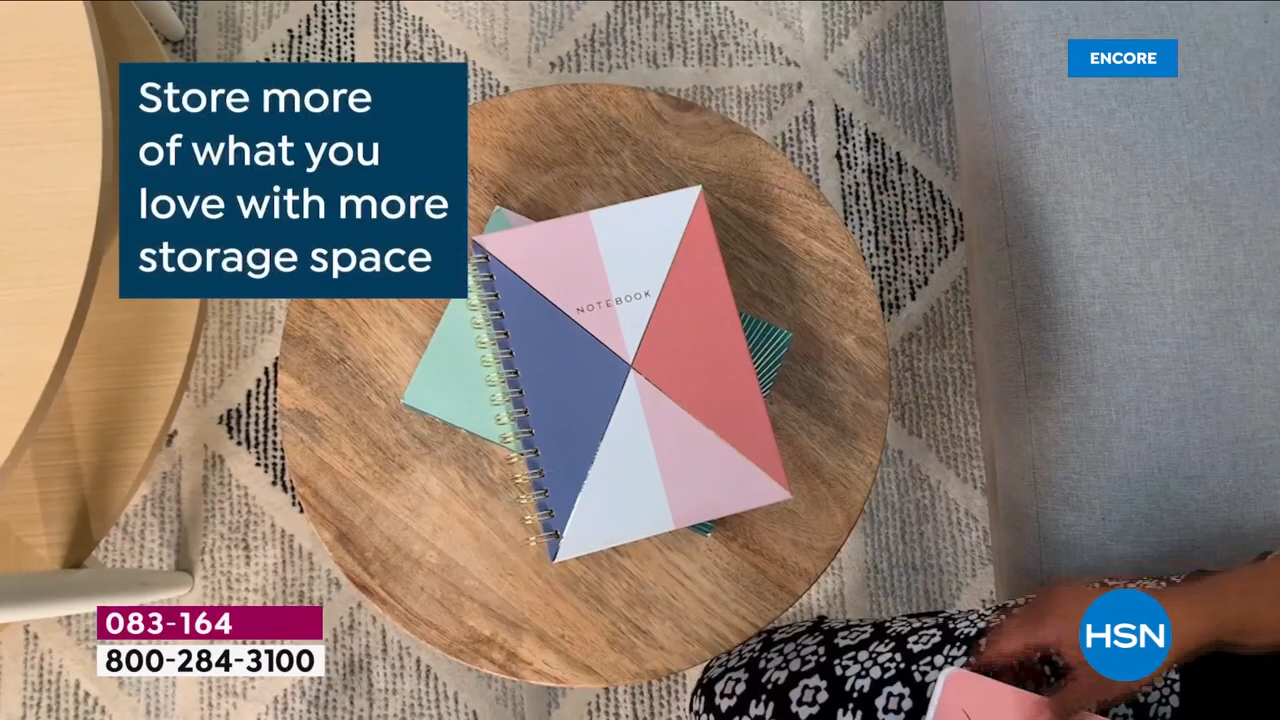 ENCORE
Store more
of what you
love with more
storage space
NOTEBOOK
083-164
800-284-3100
HSN